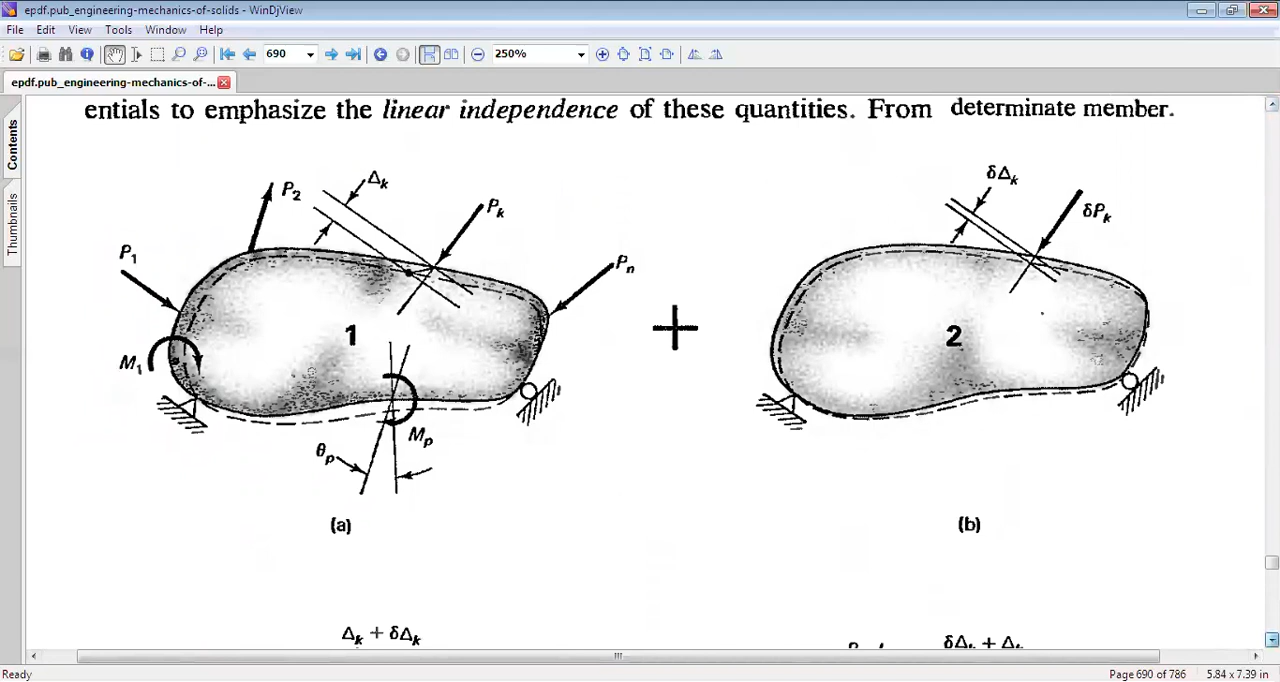 epdf.pub_engineering-mechanics-of-solids - WinDjView
File Edit View Tools Window Help
690
250%
epdf.pub_engineering-mechanics-of-...
Contents
Thumbnails
entials to emphasize the linear independence of these quantities. From determinate member.
Δk
P2
Pk
P1
Pn
1
M1
Mp
θp
(a)
+
δΔk
δPk
2
(b)
Δk + δΔk
δΔk + Δk
Ready
Page 690 of 786 5.84 x 7.39 in